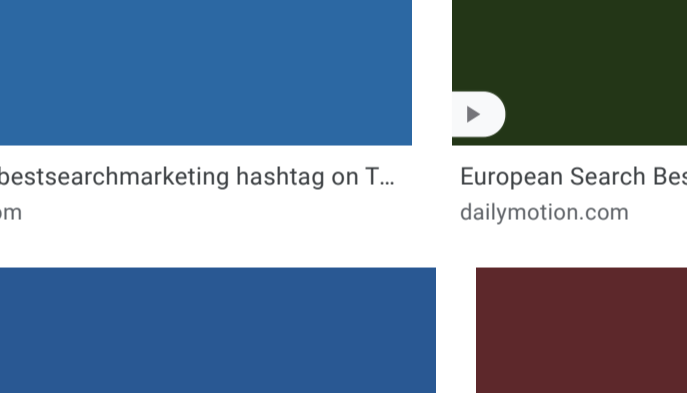 bestsearchmarketing hashtag on T...
om
European Search Bes
dailymotion.com